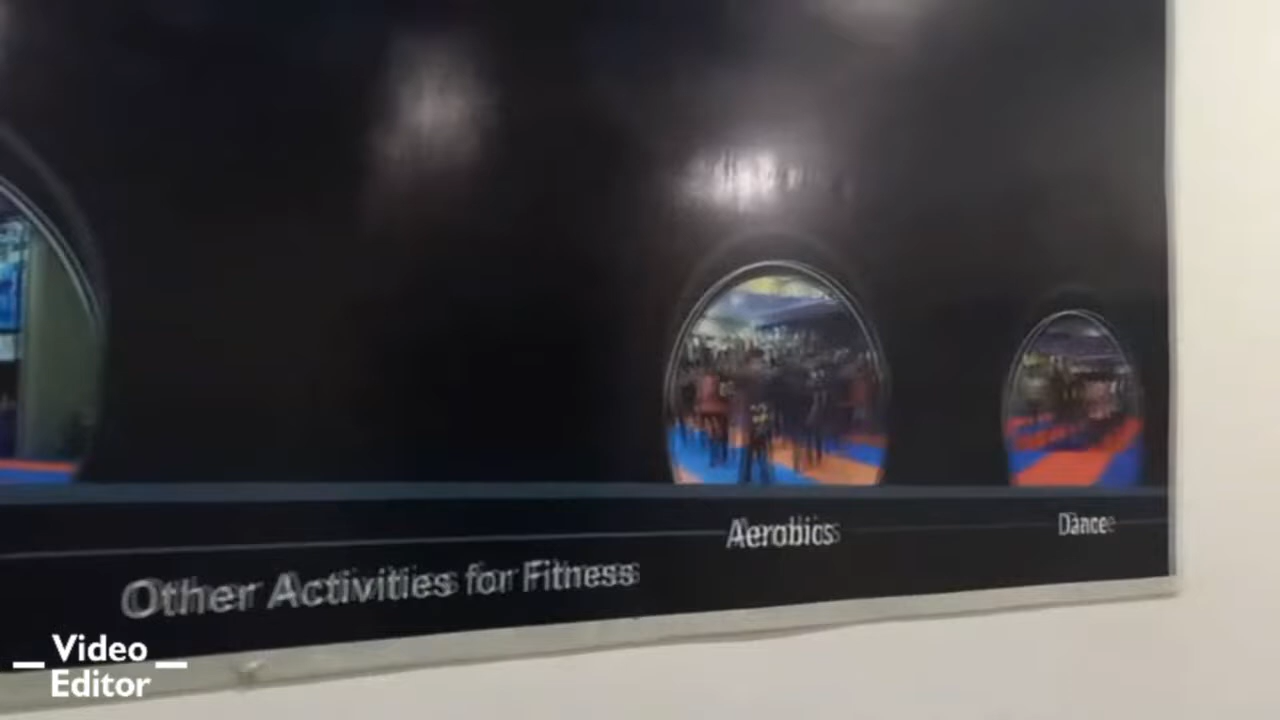 Aerobics
Dance
Other Activities for Fitness
Video
Editor